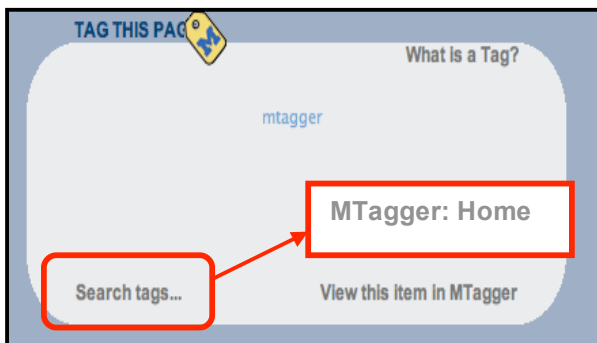 TAG THIS PAG
M
What is a Tag?
mtagger
MTagger: Home
Search tags...
View this item in MTagger